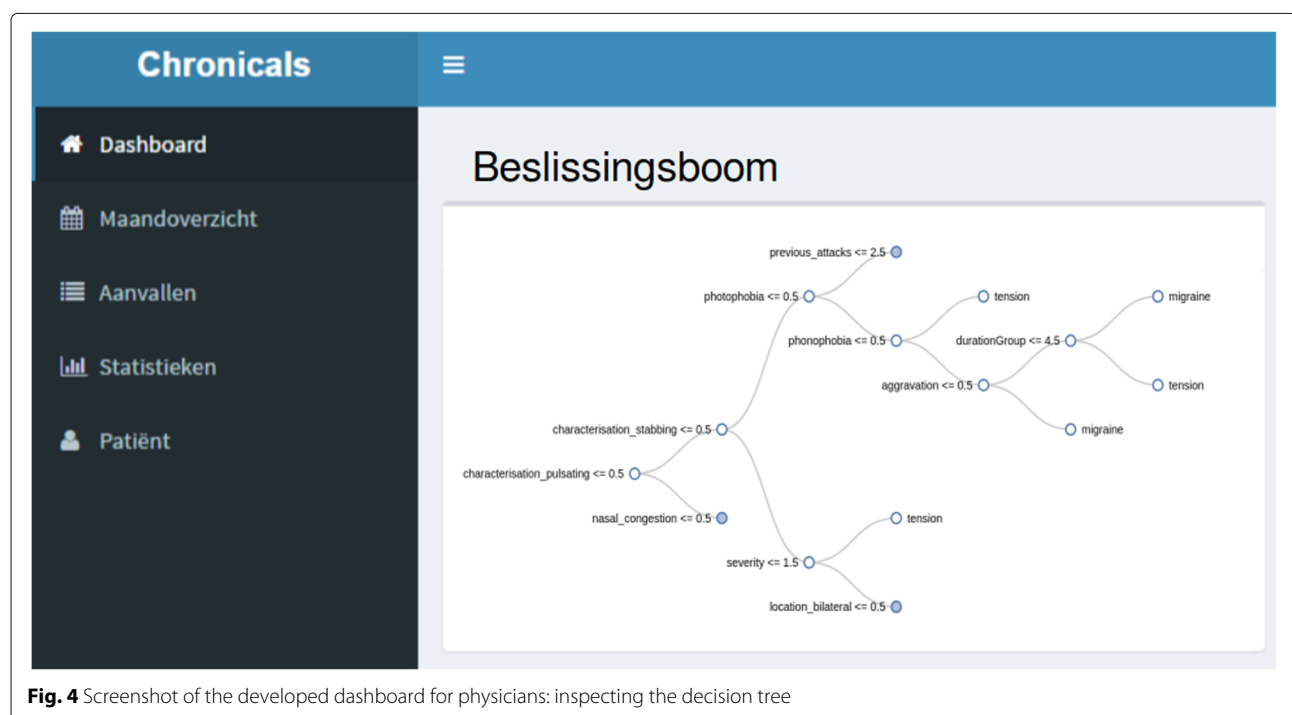 Chronicals
Dashboard
Maandoverzicht
Aanvallen
Statistieken
Patiënt
Beslissingsboom
previous_attacks <= 2.5
photophobia <= 0.5
tension
migraine
phonophobia <= 0.5
durationGroup <= 4.5
aggravation <= 0.5
tension
characterisation_stabbing <= 0.5
migraine
characterisation_pulsating <= 0.5
nasal_congestion <= 0.5
tension
severity <= 1.5
location_bilateral <= 0.5
Fig. 4 Screenshot of the developed dashboard for physicians: inspecting the decision tree